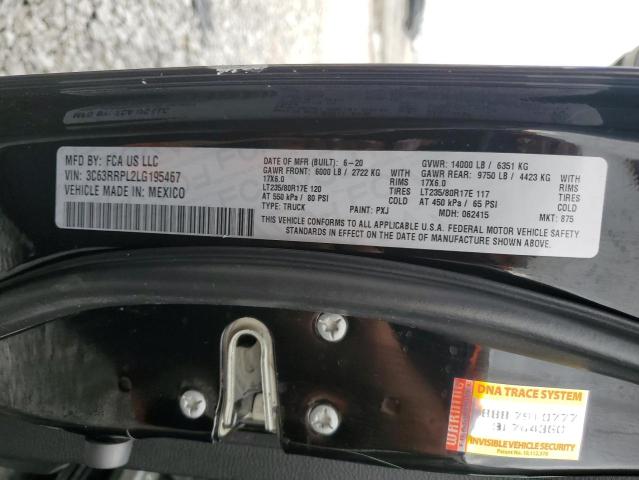 MFD BY: FCA US LLC
VIN: 3C63RRPL2LG195467
VEHICLE MADE IN: MEXICO
DATE OF MFR (BUILT): 6-20
GAWR FRONT: 6000 LB / 2722 KG WITH
17X6.0
LT235/80R17E 120 TIRES
AT 550 kPa / 80 PSI COLD
TYPE: TRUCK PAINT: PXJ
GVWR: 14000 LB / 6351 KG
GAWR REAR: 9750 LB / 4423 KG
17X6.0 WITH
LT235/80R17E 117 TIRES
AT 450 kPa / 65 PSI COLD
MDH: 062415 MKT: 875
THIS VEHICLE CONFORMS TO ALL APPLICABLE U.S.A. FEDERAL MOTOR VEHICLE SAFETY
STANDARDS IN EFFECT ON THE DATE OF MANUFACTURE SHOWN ABOVE.
WARNING
DNA TRACE SYSTEM
INVISIBLE VEHICLE SECURITY